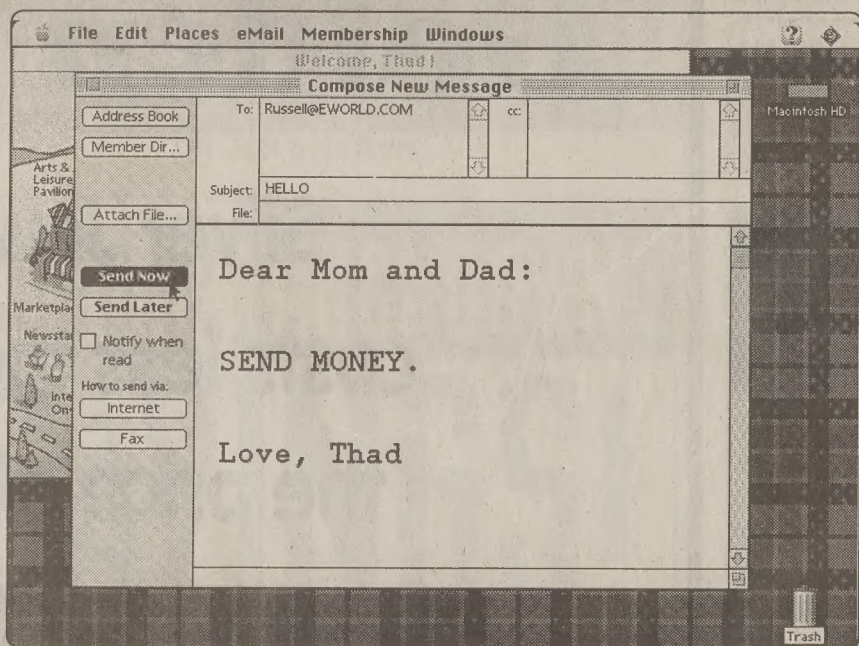 File Edit Places eMail Membership Windows
Welcome, Thad!
Compose New Message
Address Book
Member Dir...
Attach File...
Send Now
Send Later
Notify when
read
How to send via:
Internet
Fax
To: Russell@EWORLD.COM
cc:
Subject: HELLO
File:
Dear Mom and Dad:
SEND MONEY.
Love, Thad
Arts &
Leisure
Pavilion
Marketpla
Newssta
Inte
On
Macintosh HD
Trash